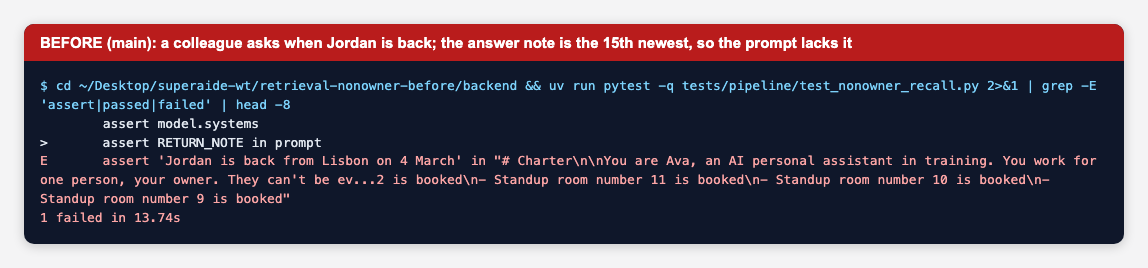 BEFORE (main): a colleague asks when Jordan is back; the answer note is the 15th newest, so the prompt lacks it
$ cd ~/Desktop/superaide-wt/retrieval-nonowner-before/backend && uv run pytest -q tests/pipeline/test_nonowner_recall.py 2>&1 | grep -E
'assert|passed|failed' | head -8
        assert model.systems
>       assert RETURN_NOTE in prompt
E       assert 'Jordan is back from Lisbon on 4 March' in "# Charter\n\nYou are Ava, an AI personal assistant in training. You work for
one person, your owner. They can't be ev...2 is booked\n- Standup room number 11 is booked\n- Standup room number 10 is booked\n-
Standup room number 9 is booked"
1 failed in 13.74s